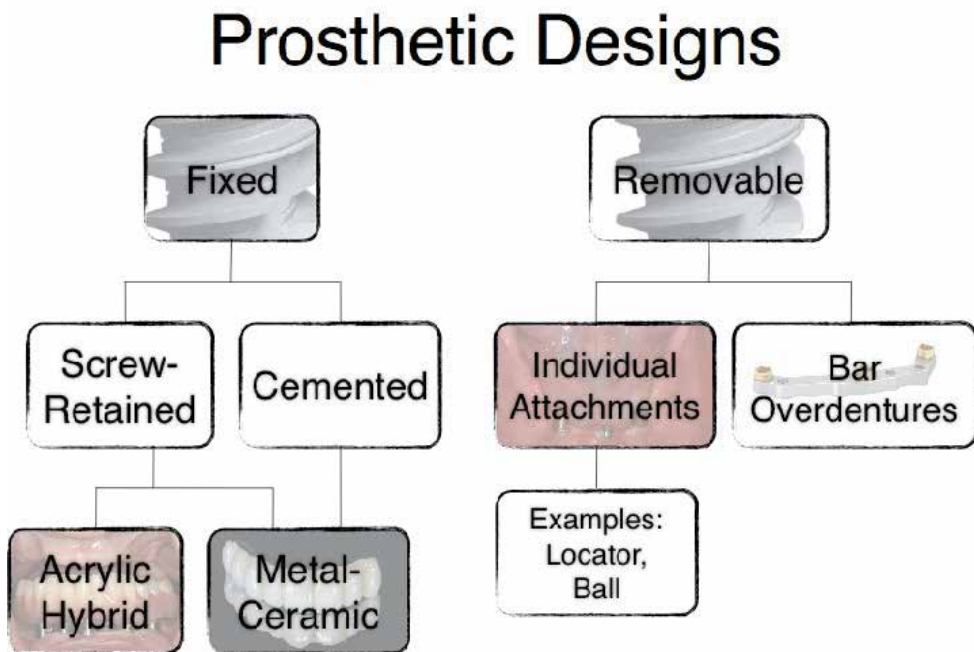 Prosthetic Designs
Fixed
Removable
Screw-
Retained
Cemented
Individual
Attachments
Bar
Overdentures
Acrylic
Hybrid
Metal-
Ceramic
Examples:
Locator,
Ball